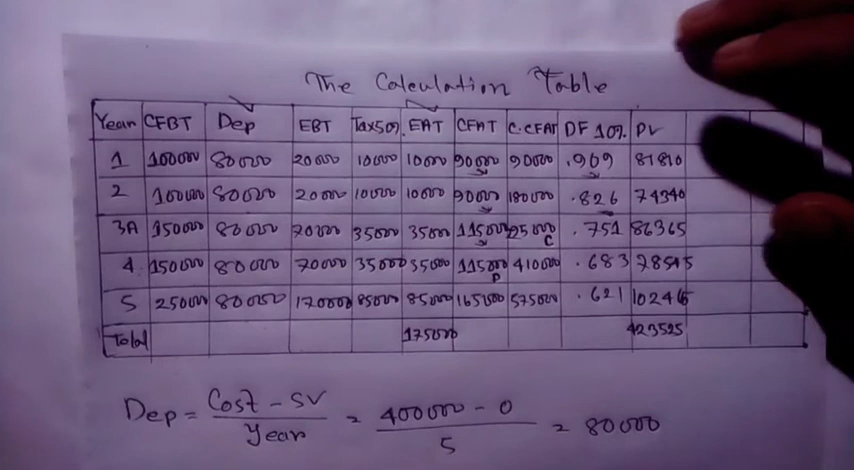 The Calculation Table
Year CFBT Dep EBT Tax50% EAT CFAT C.CFAT DF 10% PV
1 100000 80000 20000 10000 10000 90000 90000 .909 81810
2 100000 80000 20000 10000 10000 90000 180000 .826 74340
3A 150000 80000 70000 35000 35000 115000 295000 C .751 86365
4 150000 80000 70000 35000 35000 115000 D 410000 .683 78545
5 250000 80000 170000 85000 85000 165000 575000 .621 102465
Total 175000 423525
Dep = Cost - SV / Year = 400000 - 0 / 5 = 80000